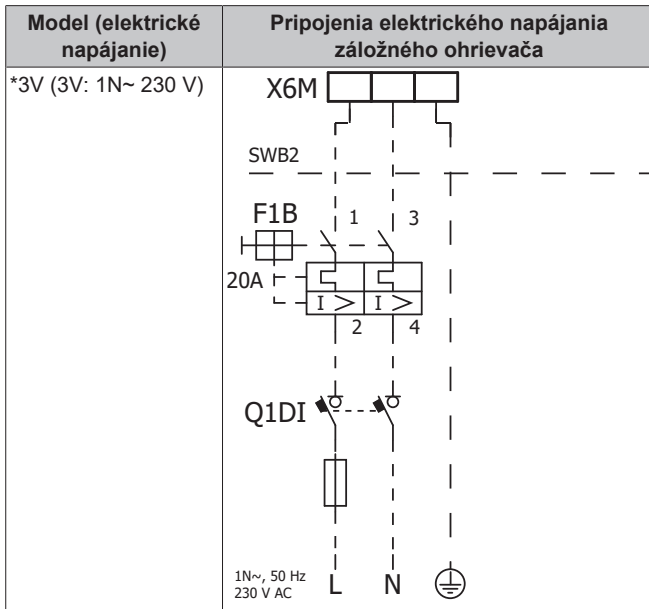 Model (elektrické napájanie)
Pripojenia elektrického napájania záložného ohrievača
*3V (3V: 1N~ 230 V)
X6M
SWB2
F1B
1
3
20A
I >
I >
2
4
Q1DI
1N~, 50 Hz
230 V AC
L
N